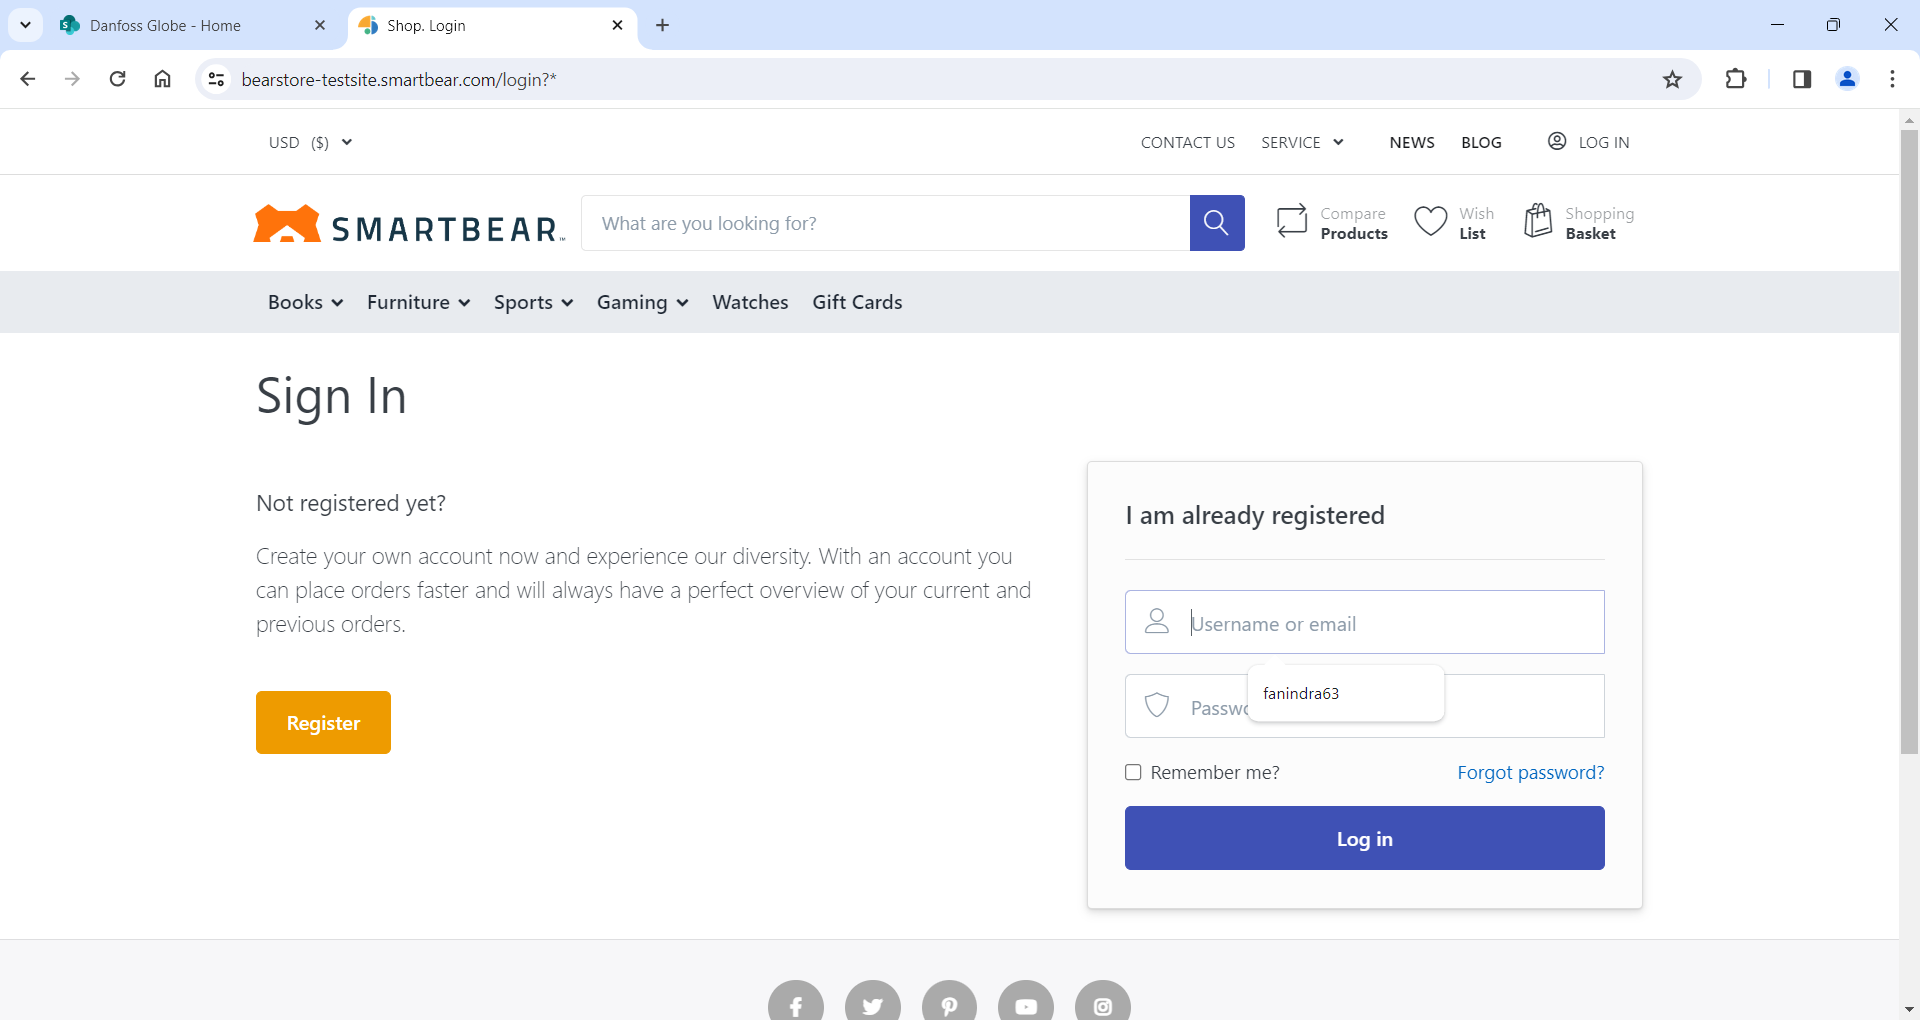 Danfoss Globe - Home
Shop. Login
bearstore-testsite.smartbear.com/login?*
USD ($)
CONTACT US SERVICE NEWS BLOG LOG IN
SMARTBEAR
What are you looking for?
Compare Products
Wish List
Shopping Basket
Books Furniture Sports Gaming Watches Gift Cards
Sign In
Not registered yet?
Create your own account now and experience our diversity. With an account you
can place orders faster and will always have a perfect overview of your current and
previous orders.
Register
I am already registered
Username or email
fanindra63
Passwo
Remember me? Forgot password?
Log in